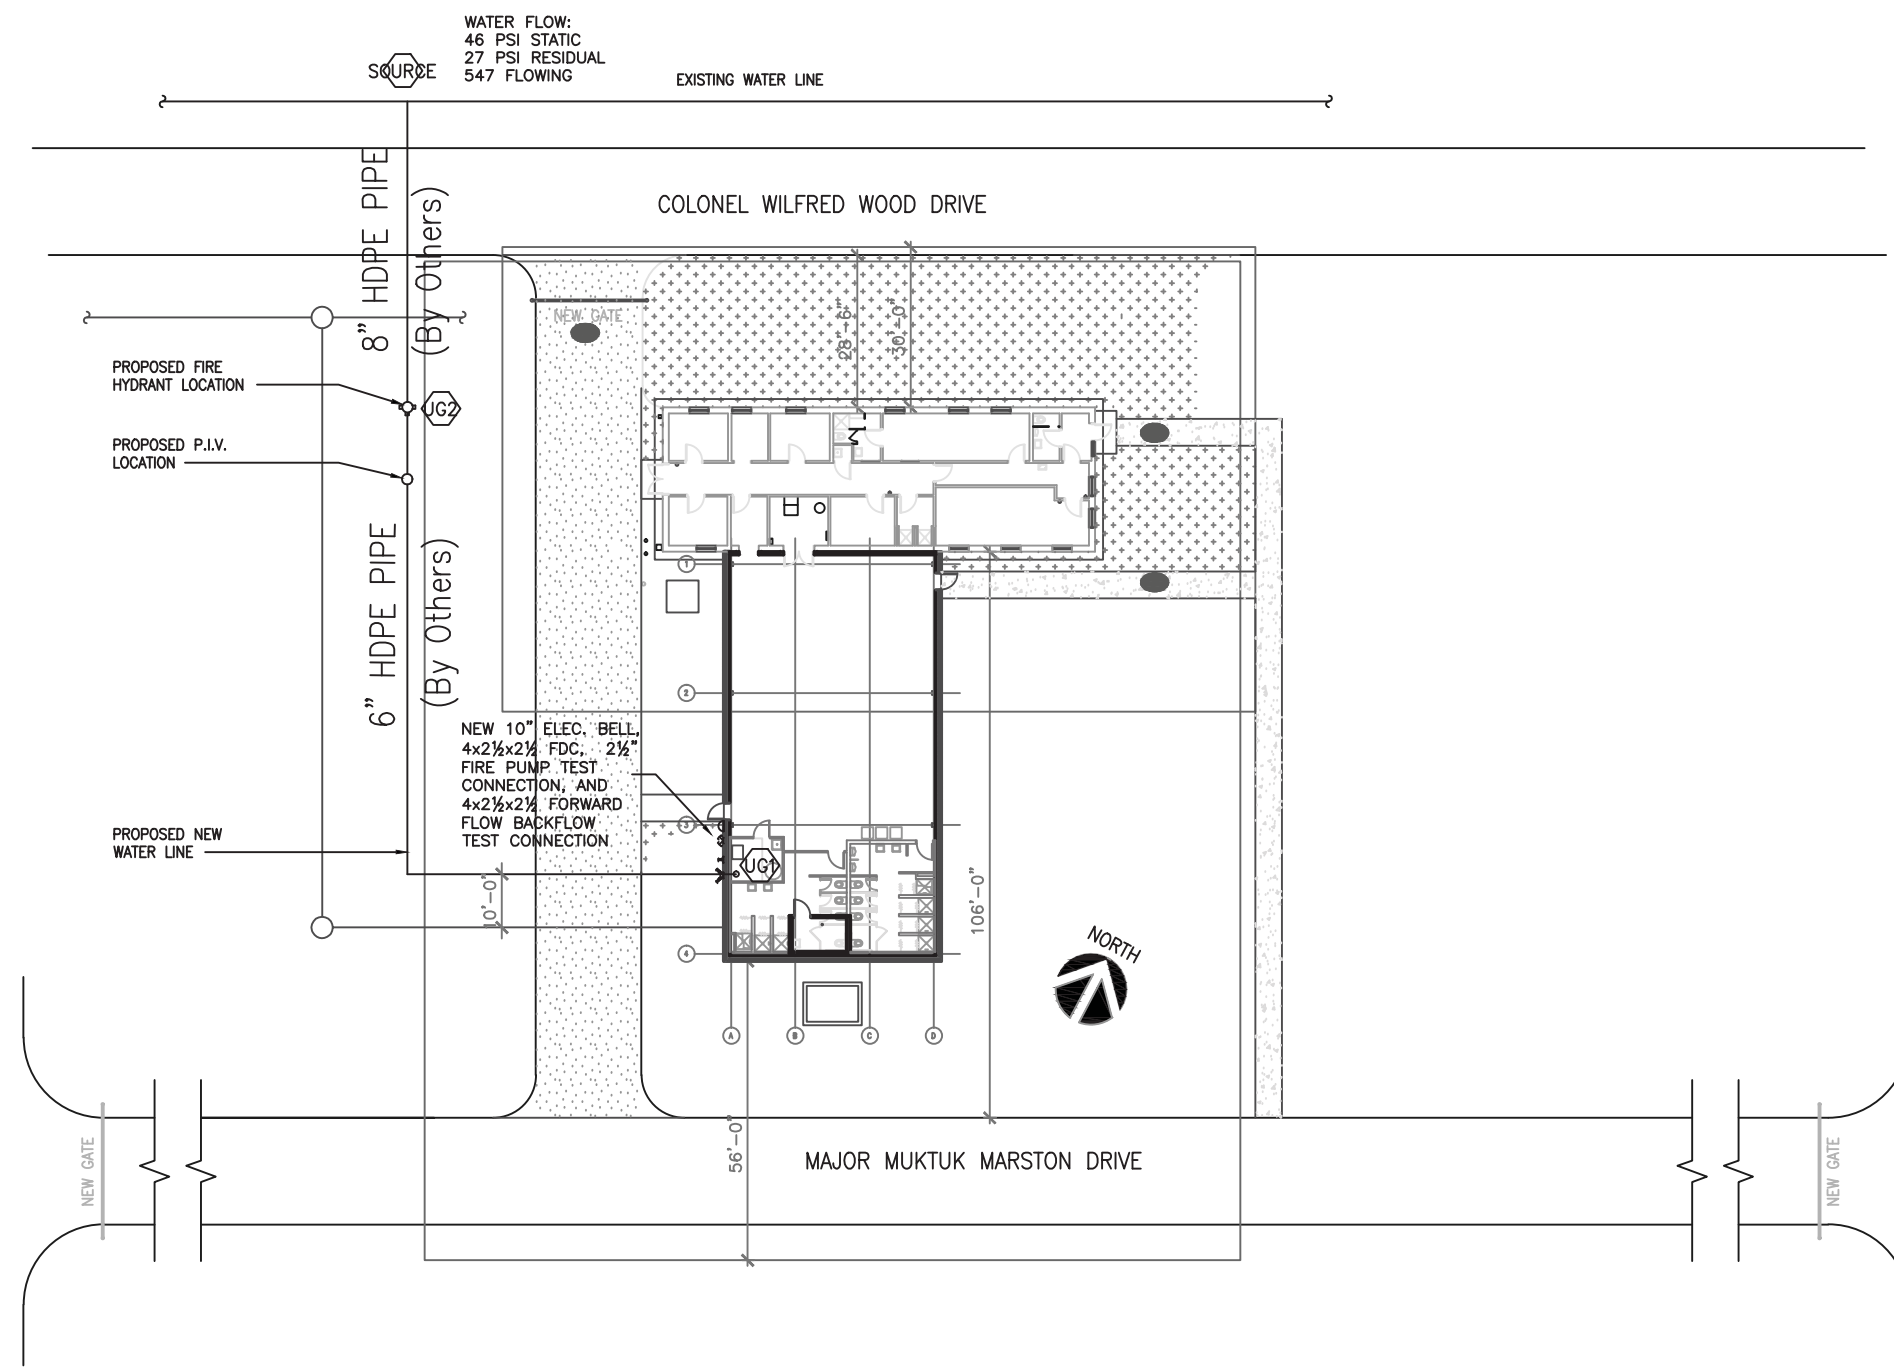 WATER FLOW:
46 PSI STATIC
27 PSI RESIDUAL
547 FLOWING
SOURCE
EXISTING WATER LINE
8" HDPE PIPE
(By Others)
COLONEL WILFRED WOOD DRIVE
NEW GATE
28'-6"
30'-0"
PROPOSED FIRE
HYDRANT LOCATION
UG2
PROPOSED P.I.V.
LOCATION
6" HDPE PIPE
(By Others)
1
2
NEW 10" ELEC. BELL,
4x2½x2½ FDC, 2½"
FIRE PUMP TEST
CONNECTION, AND
4x2½x2½ FORWARD
FLOW BACKFLOW
TEST CONNECTION
3
PROPOSED NEW
WATER LINE
UG1
10'-0"
106'-0"
4
NORTH
A
B
C
D
56'-0"
NEW GATE
MAJOR MUKTUK MARSTON DRIVE
NEW GATE